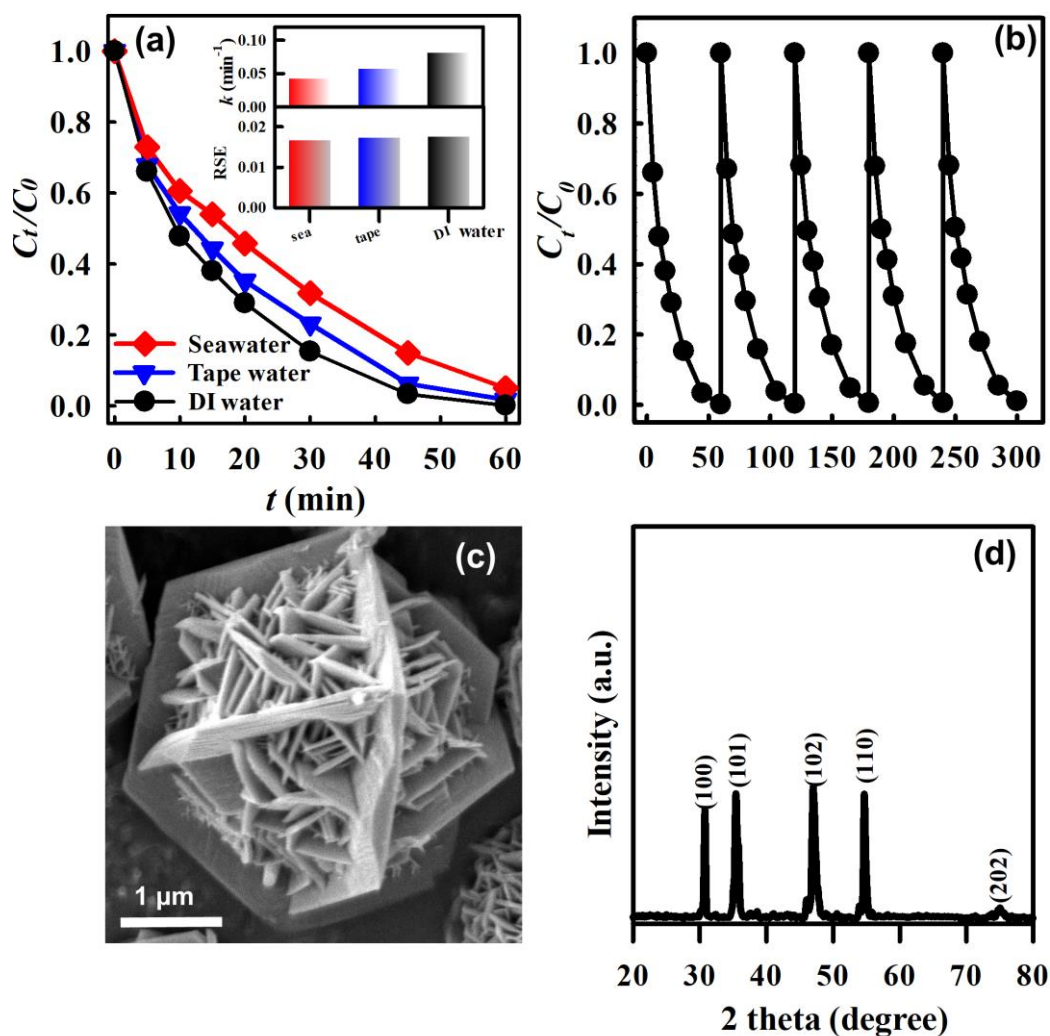 (a)
C_t/C_0
1.0
0.8
0.6
0.4
0.2
0.0
k (min⁻¹)
0.10
0.05
0.00
RSE
0.02
0.01
0.00
sea tape DI water
Seawater
Tape water
DI water
0 10 20 30 40 50 60
t (min)
(b)
C_t/C_0
1.0
0.8
0.6
0.4
0.2
0.0
0 50 100 150 200 250 300
(c)
1 µm
(d)
Intensity (a.u.)
(100) (101) (102) (110) (202)
20 30 40 50 60 70 80
2 theta (degree)